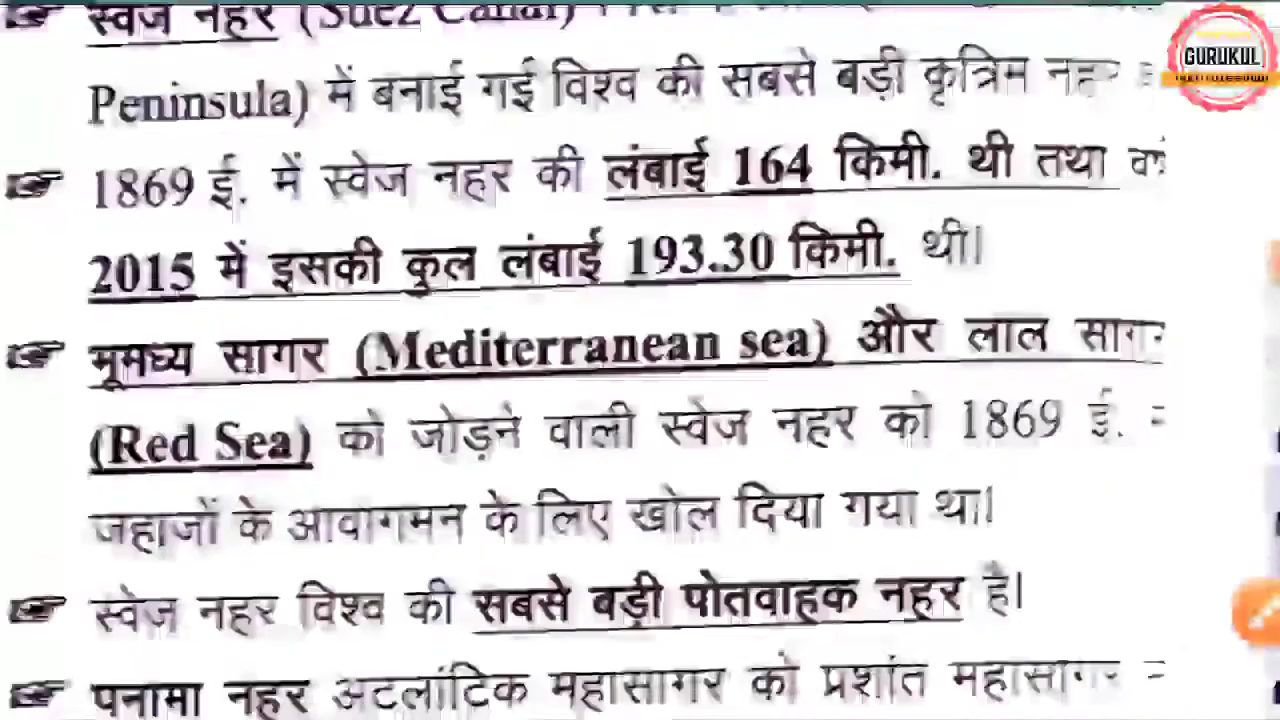 स्वेज नहर (Suez Canal)
Peninsula) में बनाई गई विश्व की सबसे बड़ी कृत्रिम नहर
1869 ई. में स्वेज नहर की लंबाई 164 किमी. थी तथा
2015 में इसकी कुल लंबाई 193.30 किमी. थी।
भूमध्य सागर (Mediterranean sea) और लाल सागर
(Red Sea) को जोड़ने वाली स्वेज नहर को 1869 ई.
जहाजों के आवागमन के लिए खोल दिया गया था।
स्वेज नहर विश्व की सबसे बड़ी पोतवाहक नहर है।
पनामा नहर अटलांटिक महासागर को प्रशांत महासागर
GURUKUL